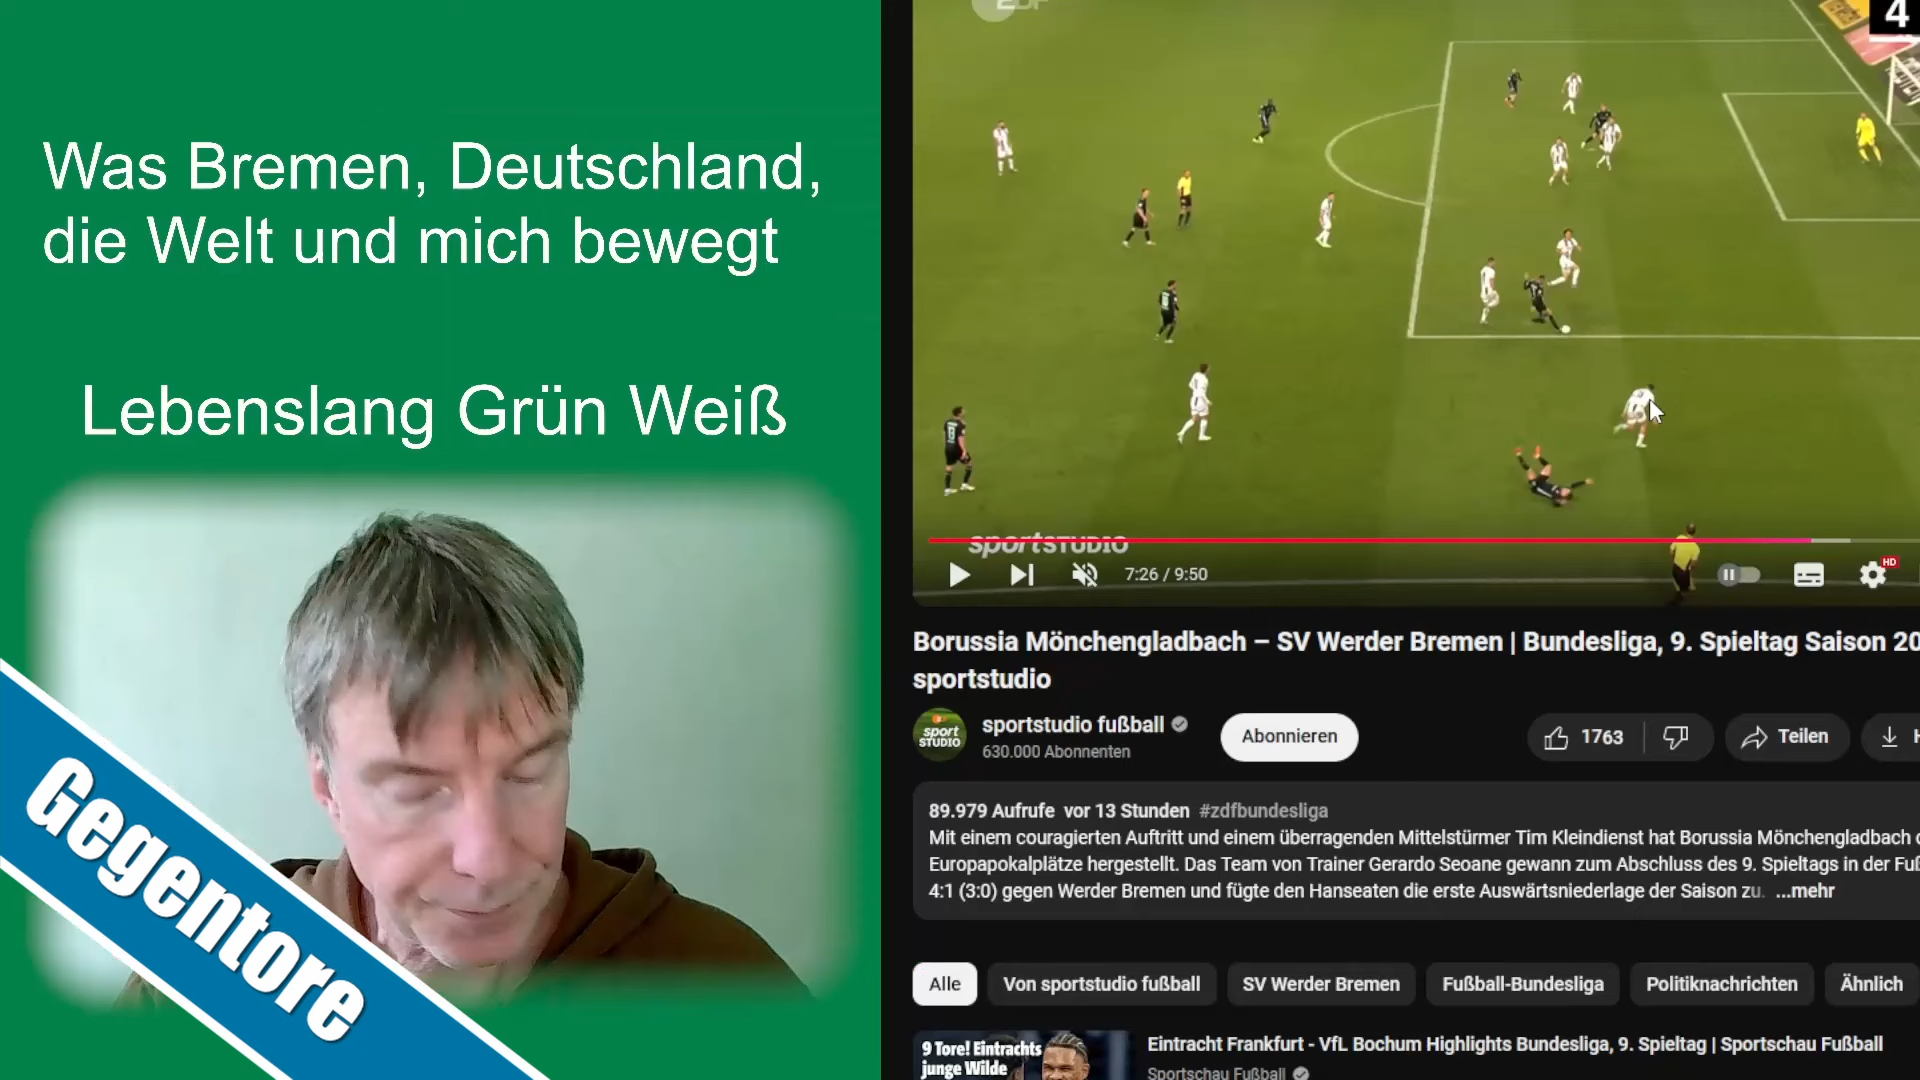 Was Bremen, Deutschland,
die Welt und mich bewegt
Lebenslang Grün Weiß
Gegentore
ZDF
4
sportSTUDIO
7:26 / 9:50
HD
Borussia Mönchengladbach – SV Werder Bremen | Bundesliga, 9. Spieltag Saison 20
sportstudio
sport
STUDIO
sportstudio fußball
630.000 Abonnenten
Abonnieren
1763
Teilen
H
89.979 Aufrufe vor 13 Stunden #zdfbundesliga
Mit einem couragierten Auftritt und einem überragenden Mittelstürmer Tim Kleindienst hat Borussia Mönchengladbach
Europapokalplätze hergestellt. Das Team von Trainer Gerardo Seoane gewann zum Abschluss des 9. Spieltags in der Fuß
4:1 (3:0) gegen Werder Bremen und fügte den Hanseaten die erste Auswärtsniederlage der Saison zu. ...mehr
Alle
Von sportstudio fußball
SV Werder Bremen
Fußball-Bundesliga
Politiknachrichten
Ähnlich
9 Tore! Eintrachts
junge Wilde
Eintracht Frankfurt - VfL Bochum Highlights Bundesliga, 9. Spieltag | Sportschau Fußball
Sportschau Fußball